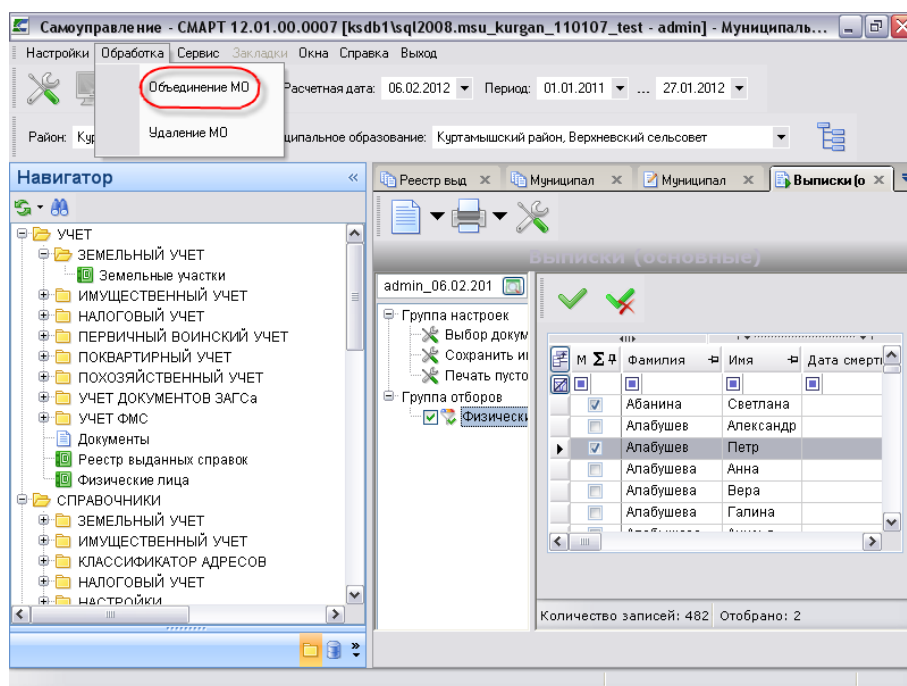 Самоуправление - СМАРТ 12.01.00.0007 [ksdb1\sql2008.msu_kurgan_110107_test - admin] - Муниципаль...
Настройки Обработка Сервис Закладки Окна Справка Выход
Объединение МО
Удаление МО
Расчетная дата: 06.02.2012 Период: 01.01.2011 ... 27.01.2012
Район: Кур
ципальное образование: Куртамышский район, Верхневский сельсовет
Навигатор «
Реестр выд Муниципал Муниципал Выписки (о
УЧЕТ
ЗЕМЕЛЬНЫЙ УЧЕТ
Земельные участки
ИМУЩЕСТВЕННЫЙ УЧЕТ
НАЛОГОВЫЙ УЧЕТ
ПЕРВИЧНЫЙ ВОИНСКИЙ УЧЕТ
ПОКВАРТИРНЫЙ УЧЕТ
ПОХОЗЯЙСТВЕННЫЙ УЧЕТ
УЧЕТ ДОКУМЕНТОВ ЗАГСа
УЧЕТ ФМС
Документы
Реестр выданных справок
Физические лица
СПРАВОЧНИКИ
ЗЕМЕЛЬНЫЙ УЧЕТ
ИМУЩЕСТВЕННЫЙ УЧЕТ
КЛАССИФИКАТОР АДРЕСОВ
НАЛОГОВЫЙ УЧЕТ
НАСТРОЙКИ
Выписки (основные)
admin_06.02.201
Группа настроек
Выбор докум
Сохранить и
Печать пусто
Группа отборов
Физически
М Σ Фамилия Имя Дата смерти
Абанина Светлана
Алабушев Александр
Алабушев Петр
Алабушева Анна
Алабушева Вера
Алабушева Галина
Количество записей: 482 Отобрано: 2